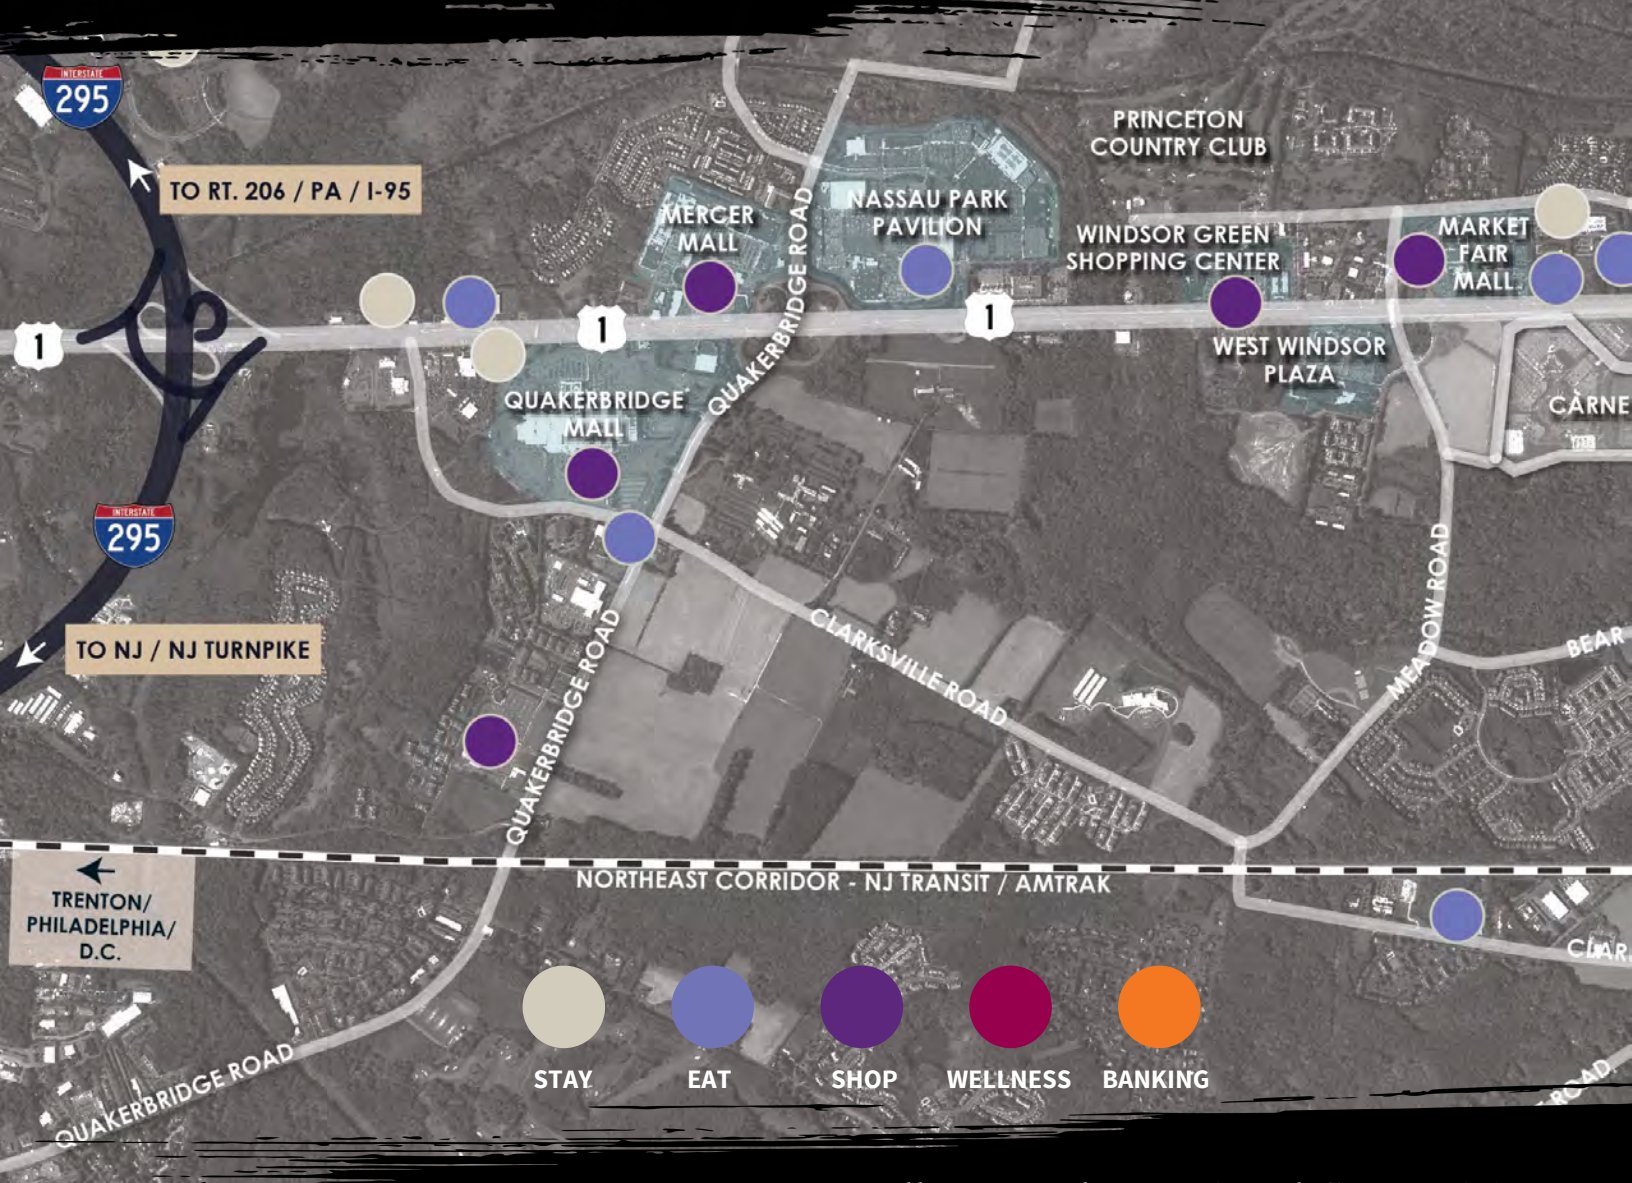 INTERSTATE
295
TO RT. 206 / PA / I-95
PRINCETON
COUNTRY CLUB
MERCER
MALL
QUAKERBRIDGE ROAD
NASSAU PARK
PAVILION
WINDSOR GREEN
SHOPPING CENTER
MARKET
FAIR
MALL
1
1
1
WEST WINDSOR
PLAZA
QUAKERBRIDGE
MALL
CARNE
INTERSTATE
295
TO NJ / NJ TURNPIKE
QUAKERBRIDGE ROAD
CLARKSVILLE ROAD
MEADOW ROAD
BEAR
NORTHEAST CORRIDOR - NJ TRANSIT / AMTRAK
TRENTON/
PHILADELPHIA/
D.C.
CLAR
QUAKERBRIDGE ROAD
ROAD
STAY
EAT
SHOP
WELLNESS
BANKING